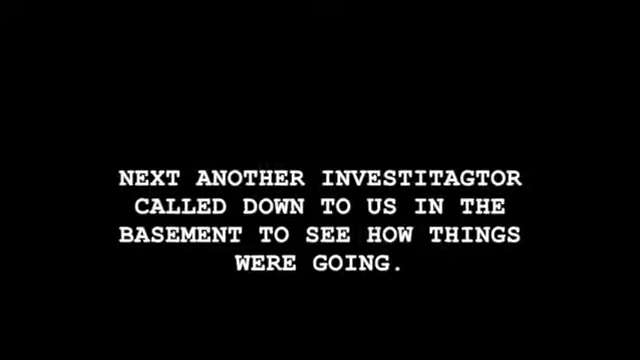 NEXT ANOTHER INVESTITAGTOR
CALLED DOWN TO US IN THE
BASEMENT TO SEE HOW THINGS
WERE GOING.